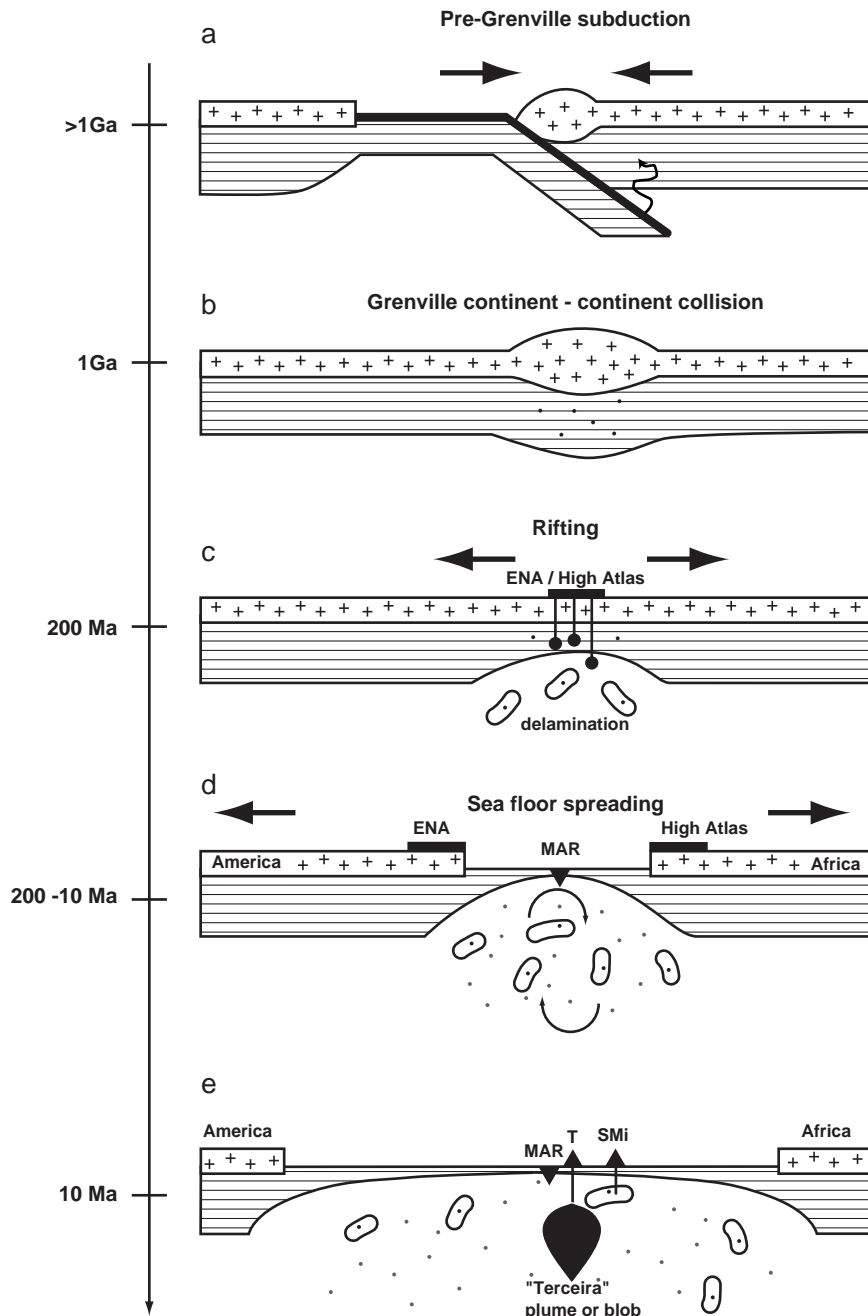 a
Pre-Grenville subduction
>1Ga
b
Grenville continent - continent collision
1Ga
c
Rifting
ENA / High Atlas
200 Ma
delamination
d
Sea floor spreading
ENA
High Atlas
MAR
America
Africa
200 -10 Ma
e
America
T
SMi
Africa
MAR
10 Ma
"Terceira"
plume or blob